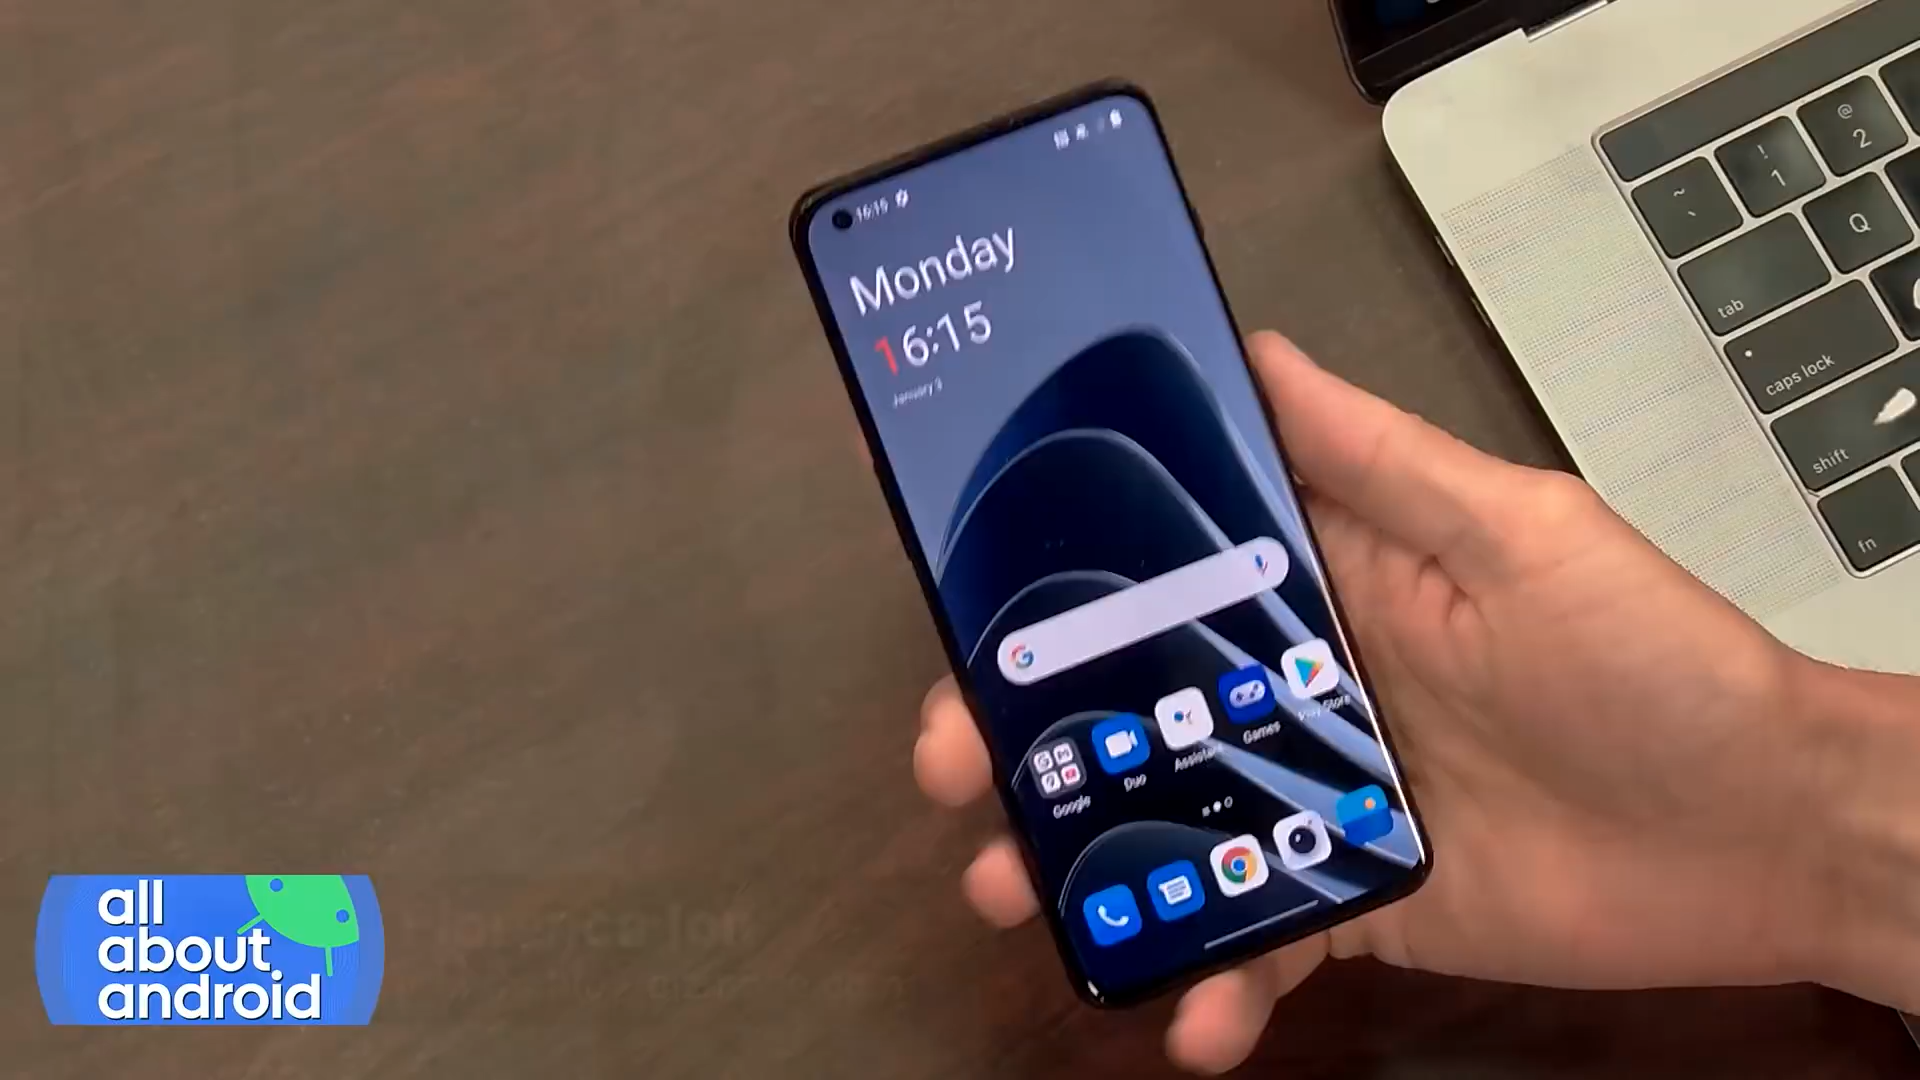 16:15
Monday
16:15
January 3
G
Google
Duo
Assistant
Games
Play Store
~
`
!
1
@
2
Q
tab
caps lock
shift
fn
all
about
android